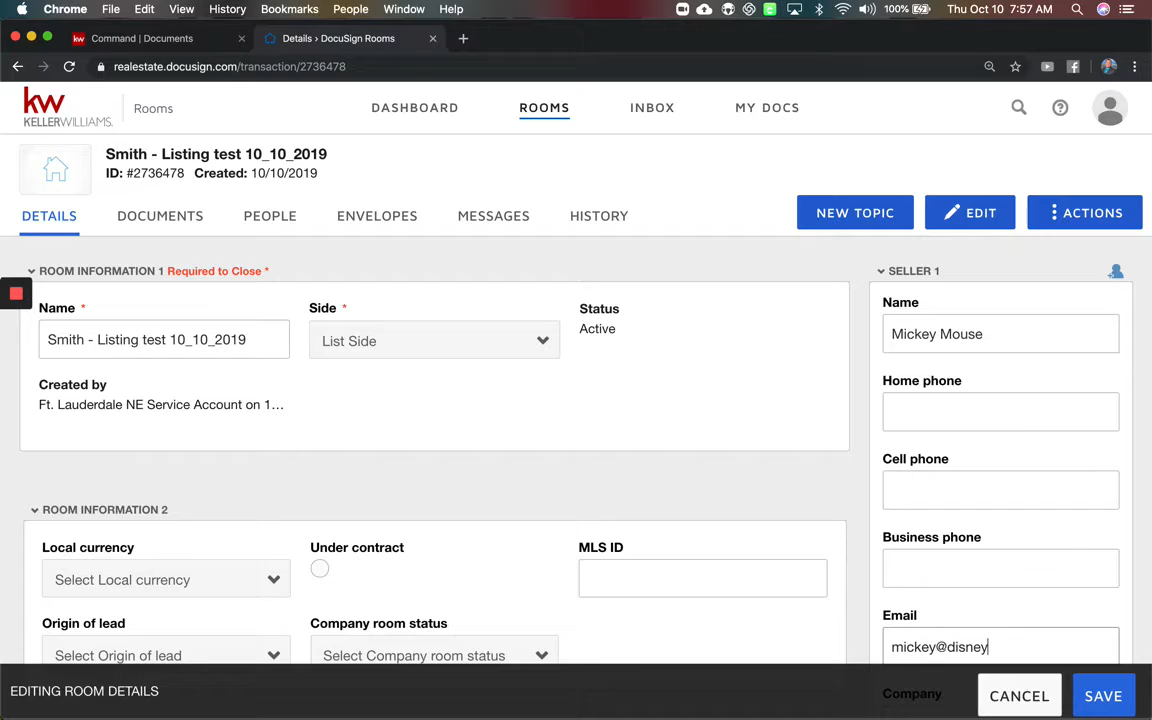 Chrome File Edit View History Bookmarks People Window Help 100% Thu Oct 10 7:57 AM
kw Command | Documents Details › DocuSign Rooms
realestate.docusign.com/transaction/2736478
kw KELLERWILLIAMS. Rooms DASHBOARD ROOMS INBOX MY DOCS
Smith - Listing test 10_10_2019
ID: #2736478 Created: 10/10/2019
DETAILS DOCUMENTS PEOPLE ENVELOPES MESSAGES HISTORY NEW TOPIC EDIT ACTIONS
ROOM INFORMATION 1 Required to Close *
Name *
Side *
Status
Smith - Listing test 10_10_2019
List Side
Active
Created by
Ft. Lauderdale NE Service Account on 1...
ROOM INFORMATION 2
Local currency
Under contract
MLS ID
Select Local currency
Origin of lead
Company room status
Select Origin of lead
Select Company room status
SELLER 1
Name
Mickey Mouse
Home phone
Cell phone
Business phone
Email
mickey@disney
Company
EDITING ROOM DETAILS CANCEL SAVE